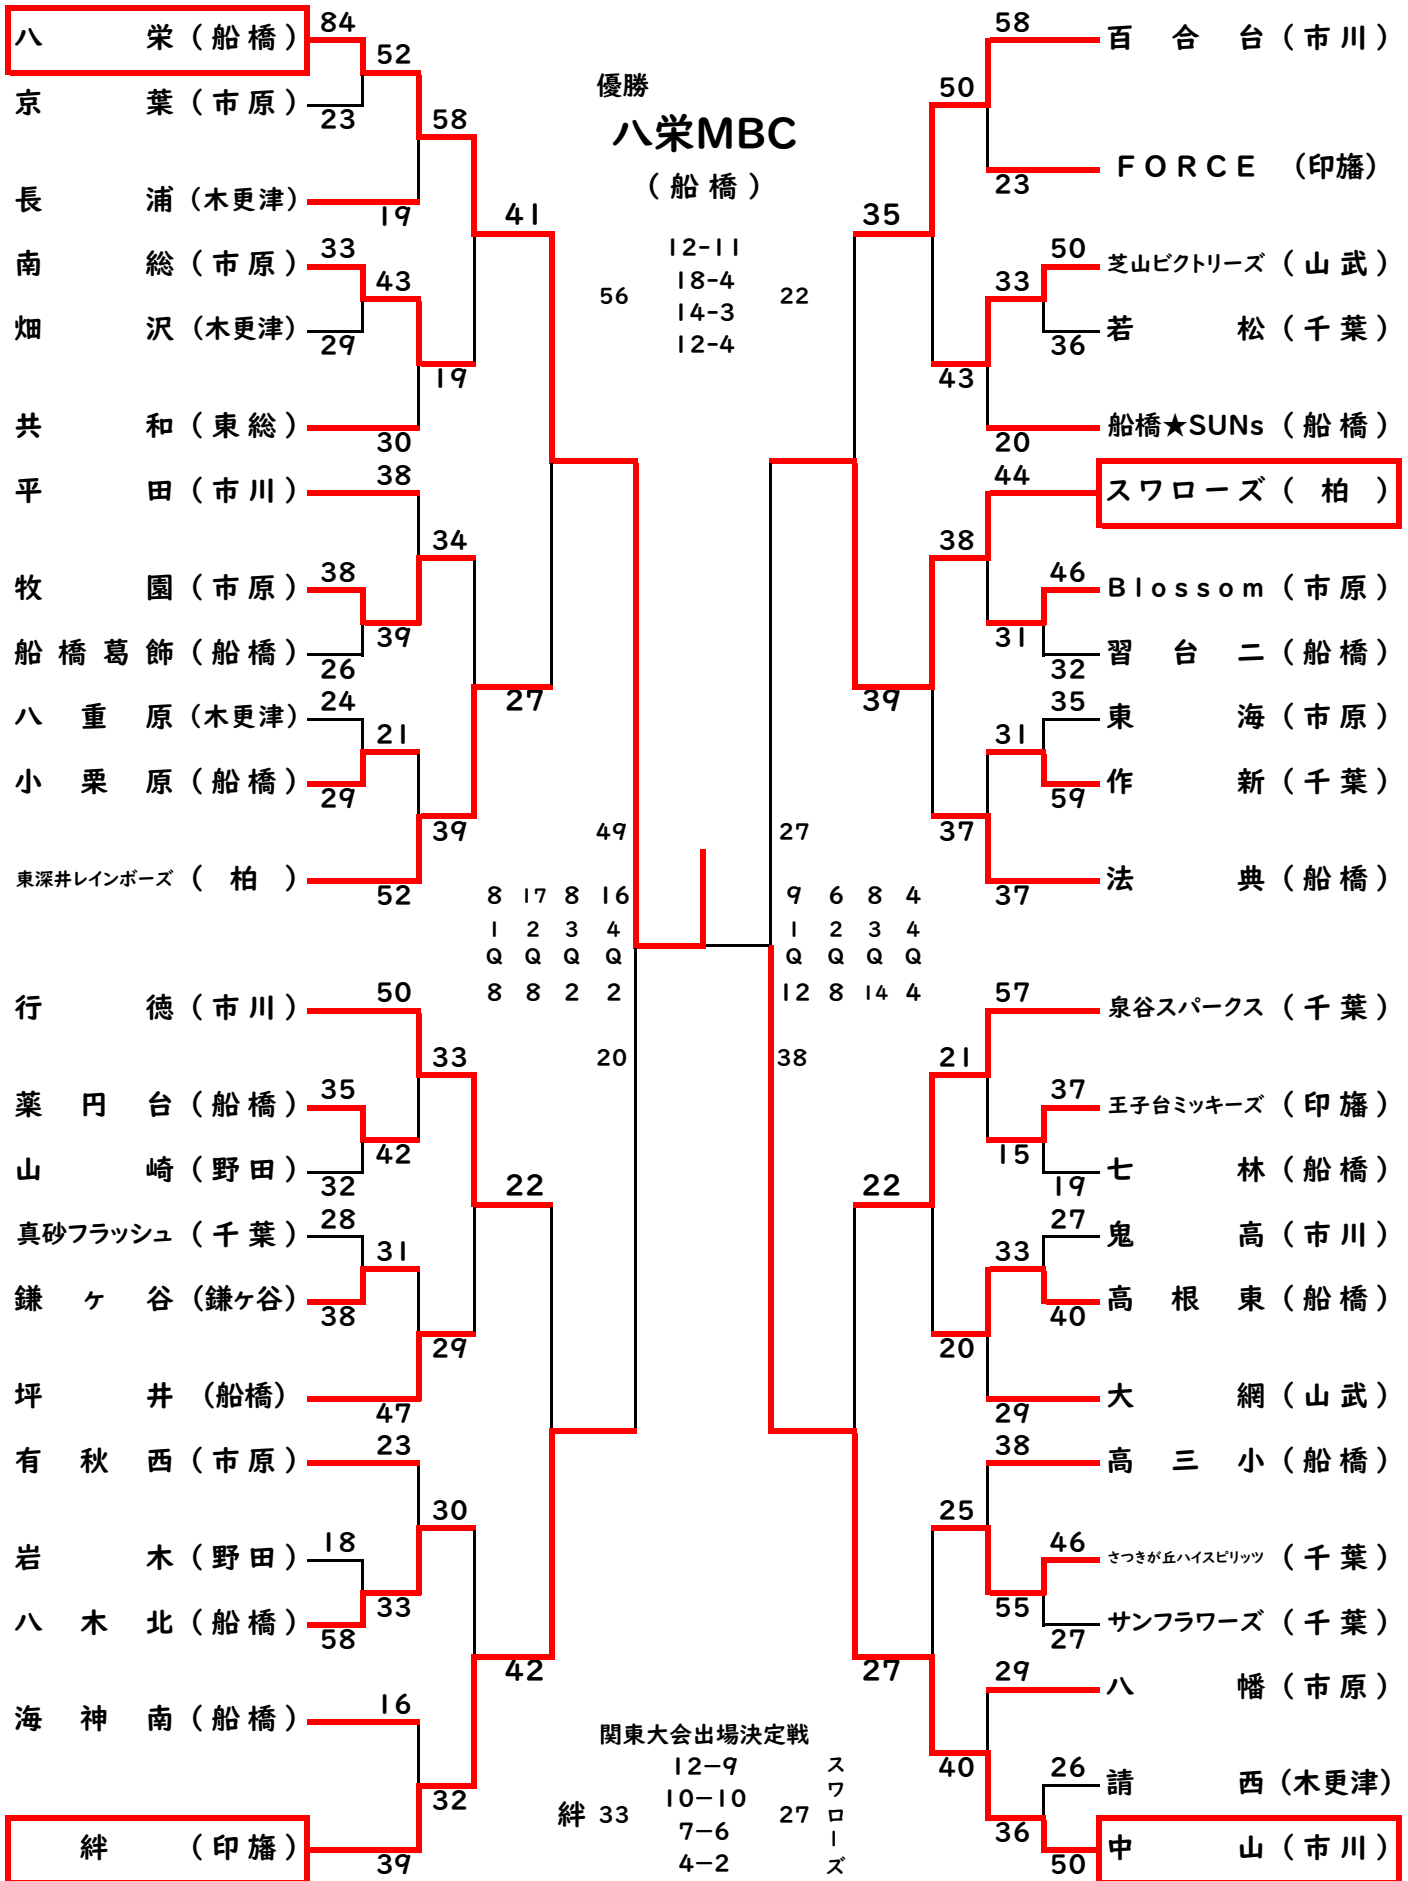 優勝
八栄MBC
(船橋)
12-11
18-4
14-3
12-4
56
22
八栄(船橋)
84
52
京葉(市原)
23
58
長浦(木更津)
19
41
南総(市原)
33
43
畑沢(木更津)
29
19
共和(東総)
30
平田(市川)
38
34
牧園(市原)
38
39
船橋葛飾(船橋)
26
27
八重原(木更津)
24
21
小栗原(船橋)
29
39
東深井レインボーズ(柏)
52
49
8 17 8 16
1Q 2Q 3Q 4Q
8 8 2 2
20
行徳(市川)
50
33
薬円台(船橋)
35
42
山崎(野田)
32
22
真砂フラッシュ(千葉)
28
31
鎌ヶ谷(鎌ヶ谷)
38
29
坪井(船橋)
47
有秋西(市原)
23
30
岩木(野田)
18
33
八木北(船橋)
58
42
海神南(船橋)
16
32
絆(印旛)
39
58
百合台(市川)
50
FORCE(印旛)
23
35
50
芝山ビクトリーズ(山武)
33
若松(千葉)
36
43
船橋★SUNs(船橋)
20
44
スワローズ(柏)
38
46
Blossom(市原)
31
習台二(船橋)
32
39
35
東海(市原)
31
作新(千葉)
59
37
法典(船橋)
37
27
9 6 8 4
1Q 2Q 3Q 4Q
12 8 14 4
38
57
泉谷スパークス(千葉)
21
37
王子台ミッキーズ(印旛)
15
七林(船橋)
19
22
27
鬼高(市川)
33
高根東(船橋)
40
20
大網(山武)
29
38
高三小(船橋)
25
46
さつきが丘ハイスピリッツ(千葉)
55
サンフラワーズ(千葉)
27
27
29
八幡(市原)
40
26
請西(木更津)
36
中山(市川)
50
関東大会出場決定戦
12−9
10−10
7−6
4−2
絆 33
27 スワローズ